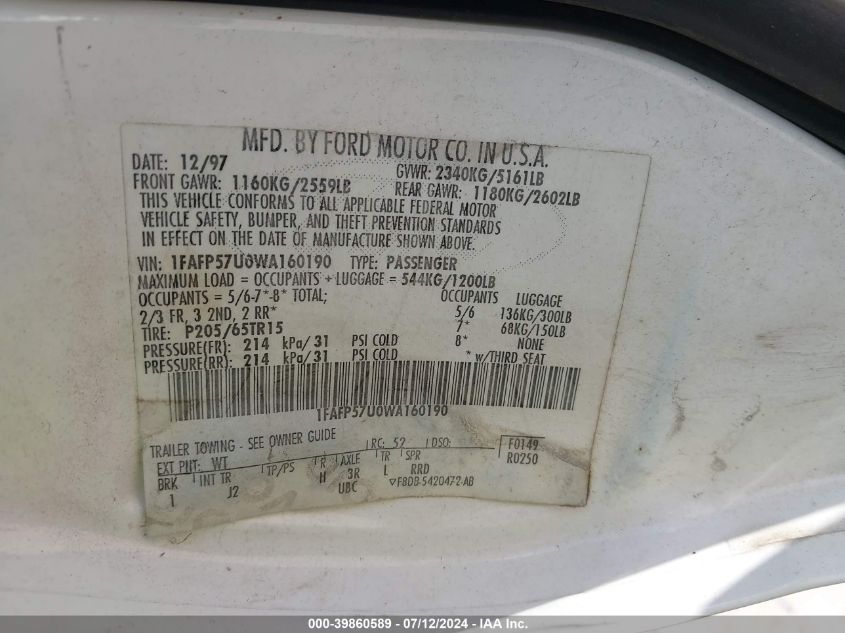 MFD. BY FORD MOTOR CO. IN U.S.A.
DATE: 12/97 GVWR: 2340KG/5161LB
FRONT GAWR: 1160KG/2559LB REAR GAWR: 1180KG/2602LB
THIS VEHICLE CONFORMS TO ALL APPLICABLE FEDERAL MOTOR
VEHICLE SAFETY, BUMPER, AND THEFT PREVENTION STANDARDS
IN EFFECT ON THE DATE OF MANUFACTURE SHOWN ABOVE.
VIN: 1FAFP57U0WA160190 TYPE: PASSENGER
MAXIMUM LOAD = OCCUPANTS + LUGGAGE = 544KG/1200LB
OCCUPANTS = 5/6-7*-8* TOTAL; OCCUPANTS LUGGAGE
2/3 FR, 3 2ND, 2 RR* 5/6 136KG/300LB
TIRE: P205/65TR15 7* 68KG/150LB
PRESSURE(FR): 214 kPa/31 PSI COLD 8* NONE
PRESSURE(RR): 214 kPa/31 PSI COLD * w/THIRD SEAT
1FAFP57U0WA160190
TRAILER TOWING - SEE OWNER GUIDE RC: 52 DSO: F0149
EXT PNT: WT R0250
BRK INT TR TP/PS R AXLE TR SPR
1 J2 H 3R L RRD
UBC ▽F8DB-5420472-AB
000-39860589 - 07/12/2024 - IAA Inc.